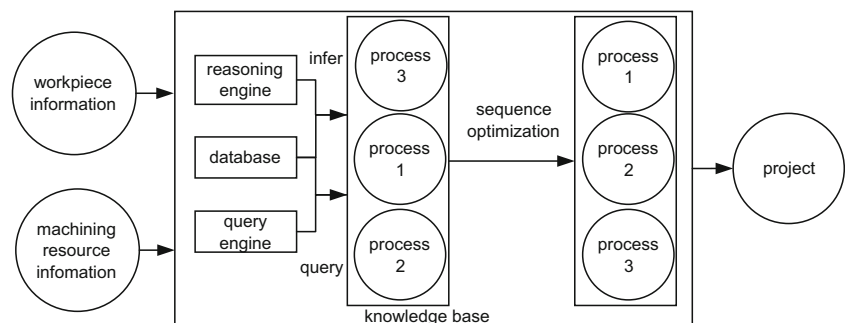 workpiece
information
machining
resource
infomation
reasoning
engine
database
query
engine
infer
query
process
3
process
1
process
2
sequence
optimization
process
1
process
2
process
3
knowledge base
project